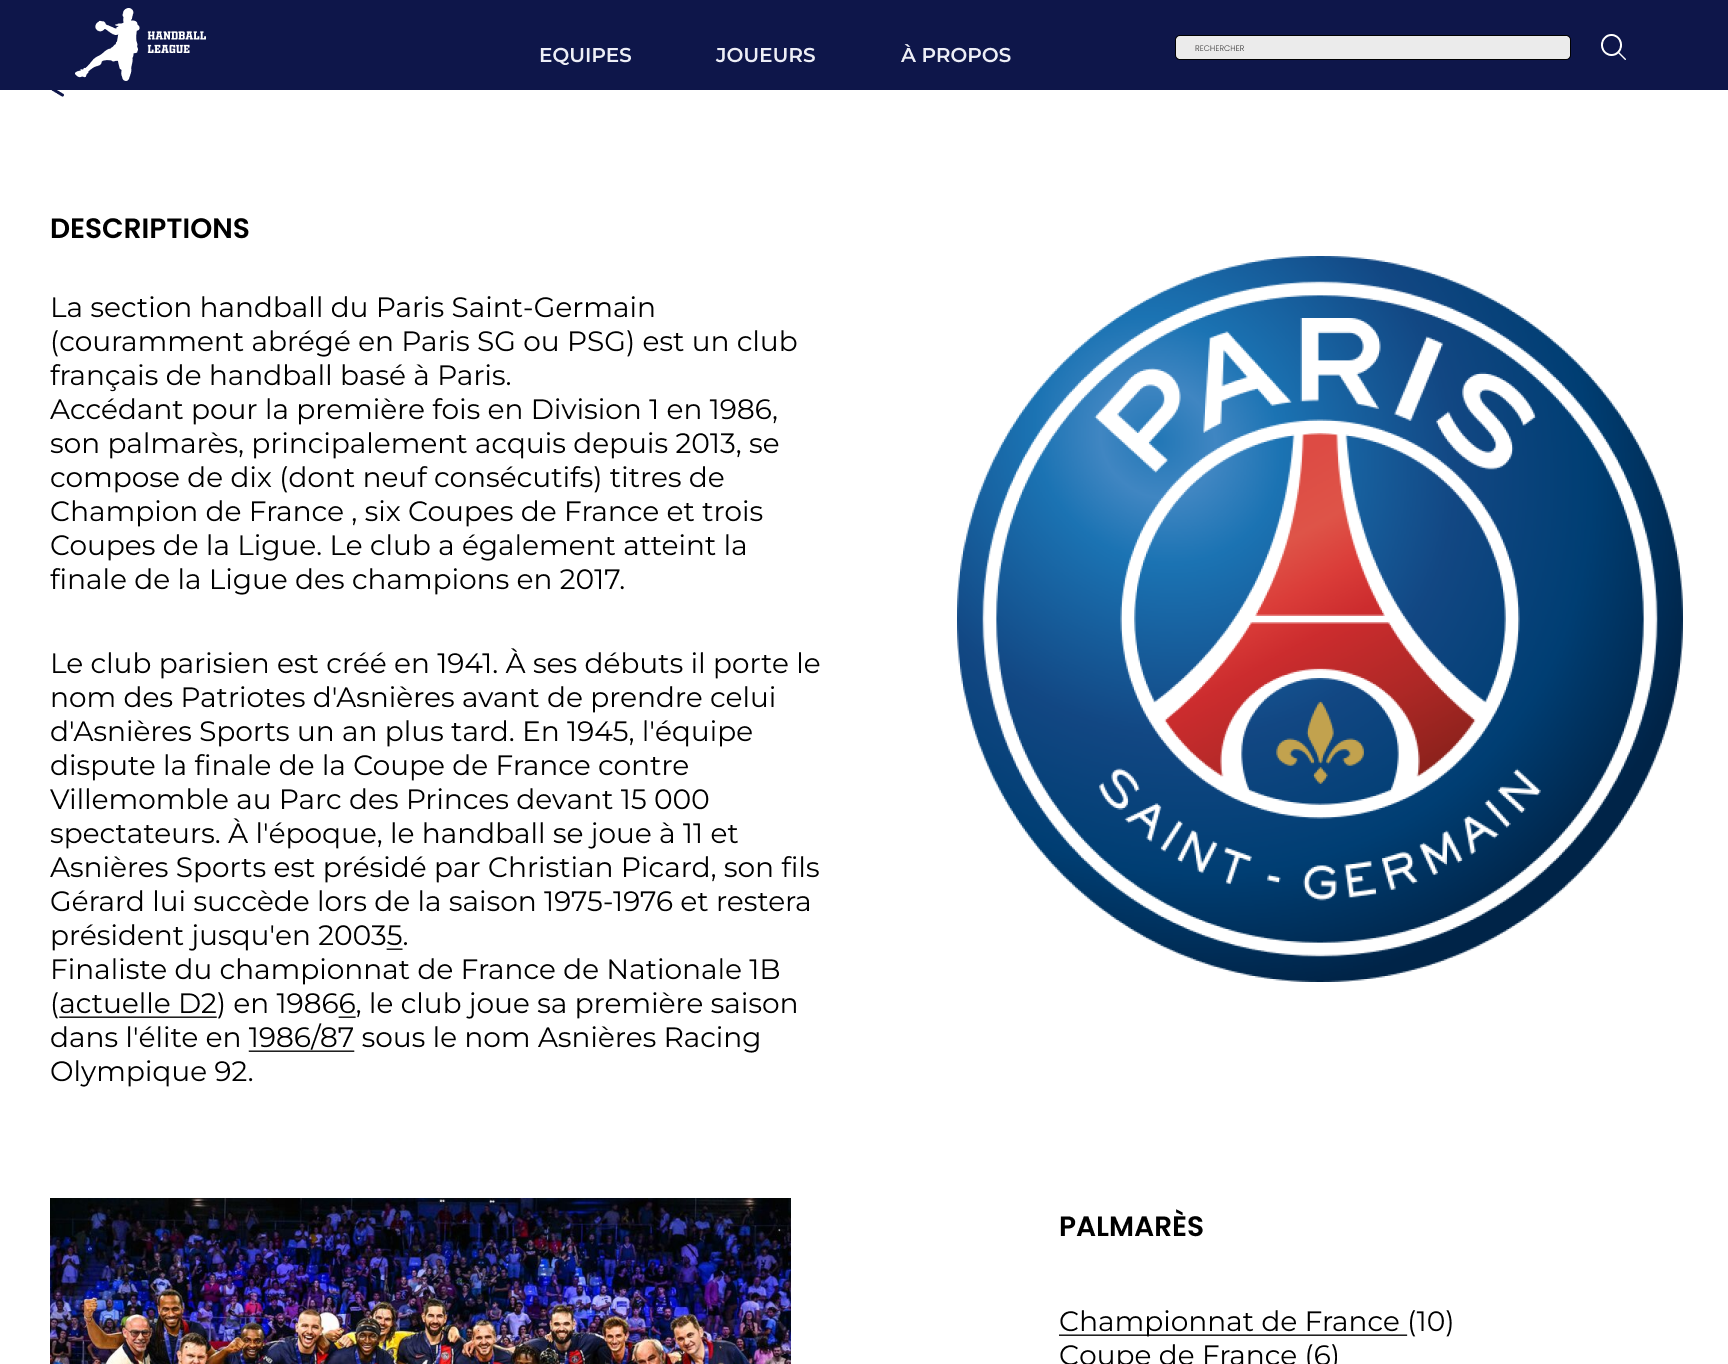 HANDBALL
LEAGUE
EQUIPES
JOUEURS
À PROPOS
RECHERCHER
DESCRIPTIONS
La section handball du Paris Saint-Germain
(couramment abrégé en Paris SG ou PSG) est un club
français de handball basé à Paris.
Accédant pour la première fois en Division 1 en 1986,
son palmarès, principalement acquis depuis 2013, se
compose de dix (dont neuf consécutifs) titres de
Champion de France , six Coupes de France et trois
Coupes de la Ligue. Le club a également atteint la
finale de la Ligue des champions en 2017.
Le club parisien est créé en 1941. À ses débuts il porte le
nom des Patriotes d'Asnières avant de prendre celui
d'Asnières Sports un an plus tard. En 1945, l'équipe
dispute la finale de la Coupe de France contre
Villemomble au Parc des Princes devant 15 000
spectateurs. À l'époque, le handball se joue à 11 et
Asnières Sports est présidé par Christian Picard, son fils
Gérard lui succède lors de la saison 1975-1976 et restera
président jusqu'en 20035.
Finaliste du championnat de France de Nationale 1B
(actuelle D2) en 19866, le club joue sa première saison
dans l'élite en 1986/87 sous le nom Asnières Racing
Olympique 92.
PARIS
SAINT-GERMAIN
PALMARÈS
Championnat de France (10)
Coupe de France (6)